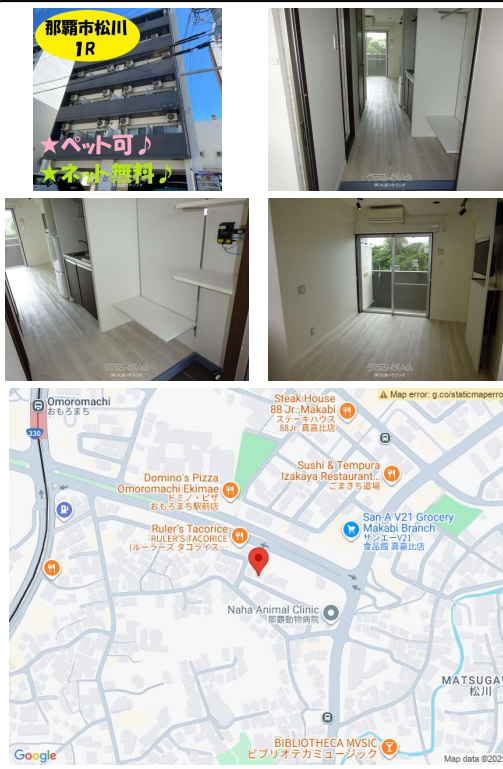 那覇市松川
1R
★ペット可♪
★ネット無料♪
Omoromachi
おもろまち
330
Steak House
88 Jr. Makabi
ステーキハウス
88Jr. 真嘉比店
Map error: g.co/staticmaperro
Domino's Pizza
Omoromachi Ekimae
ドミノ・ピザ
おもろまち駅前店
Sushi & Tempura
Izakaya Restaurant...
ごまきち道場
Ruler's Tacorice
RULER'S TACORICE
(ルーラーズ タコライス…
San-A V21 Grocery
Makabi Branch
サンエーV21
食品館 真嘉比店
Naha Animal Clinic
那覇動物病院
MATSUGAW
松川
BIBLIOTHECA MVSIC
ビブリオテカミュージック
Google
Map data ©202